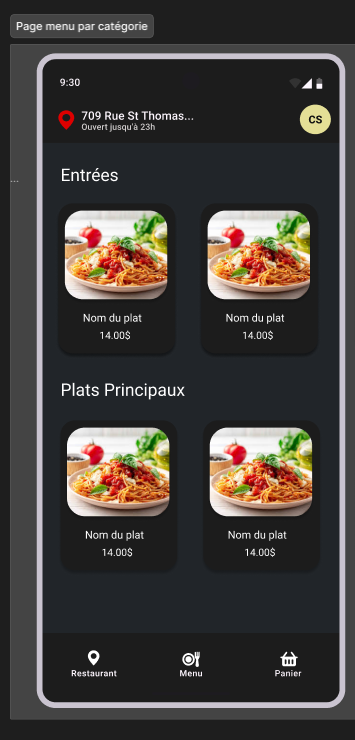 Page menu par catégorie
9:30
709 Rue St Thomas...
Ouvert jusqu'à 23h
CS
...
Entrées
Nom du plat
14.00$
Nom du plat
14.00$
Plats Principaux
Nom du plat
14.00$
Nom du plat
14.00$
Restaurant
Menu
Panier